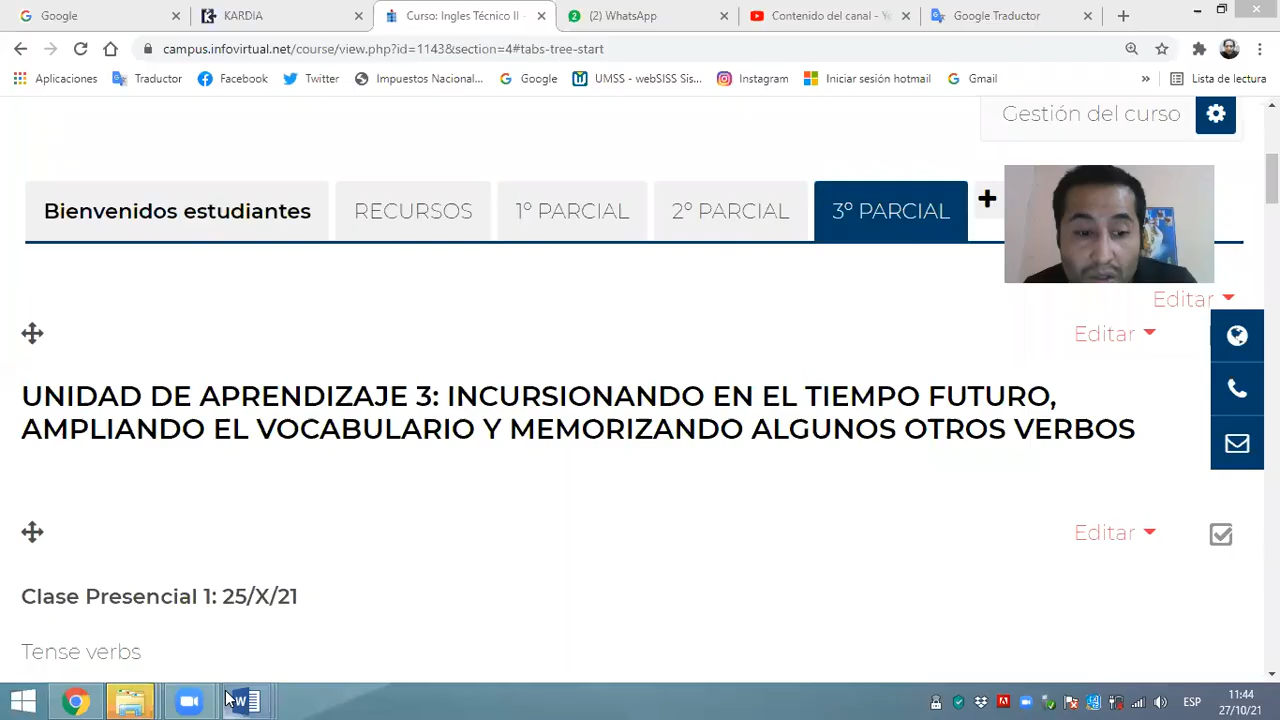 Google
KARDIA
Curso: Ingles Técnico II -
(2) WhatsApp
Contenido del canal - Yo
Google Traductor
campus.infovirtual.net/course/view.php?id=1143&section=4#tabs-tree-start
Aplicaciones
Traductor
Facebook
Twitter
Impuestos Nacional...
Google
UMSS - webSISS Sis...
Instagram
Iniciar sesión hotmail
Gmail
»
Lista de lectura
Gestión del curso
Bienvenidos estudiantes
RECURSOS
1º PARCIAL
2º PARCIAL
3º PARCIAL
Editar
Editar
UNIDAD DE APRENDIZAJE 3: INCURSIONANDO EN EL TIEMPO FUTURO,
AMPLIANDO EL VOCABULARIO Y MEMORIZANDO ALGUNOS OTROS VERBOS
Editar
Clase Presencial 1: 25/X/21
Tense verbs
ESP
11:44
27/10/21